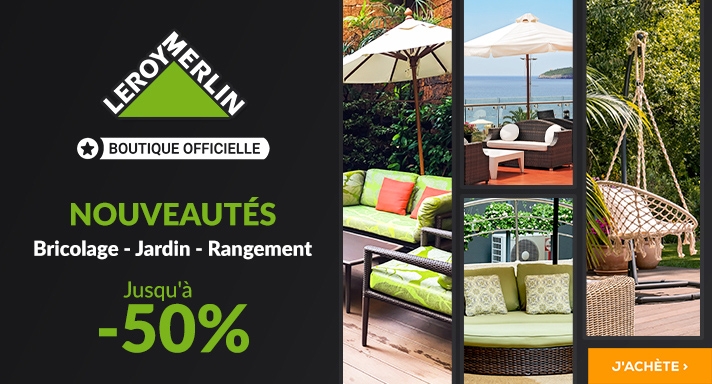 LEROY MERLIN
BOUTIQUE OFFICIELLE
NOUVEAUTÉS
Bricolage - Jardin - Rangement
Jusqu'à
-50%
J'ACHÈTE ›